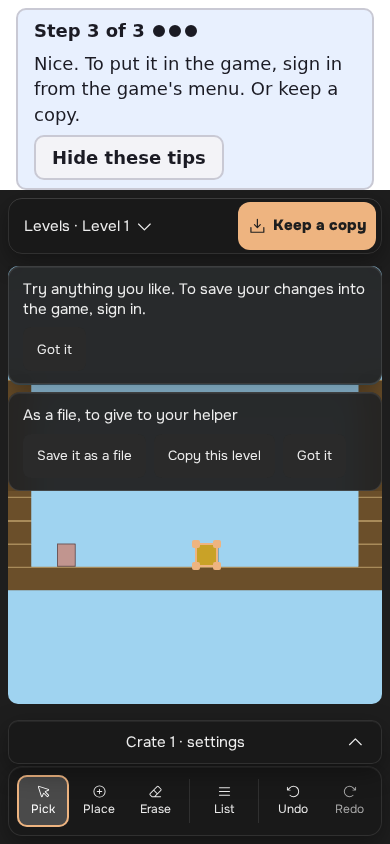 Step 3 of 3
Nice. To put it in the game, sign in
from the game's menu. Or keep a
copy.
Hide these tips
Levels · Level 1
Keep a copy
Try anything you like. To save your changes into
the game, sign in.
Got it
As a file, to give to your helper
Save it as a file Copy this level Got it
Crate 1 · settings
Pick Place Erase List Undo Redo